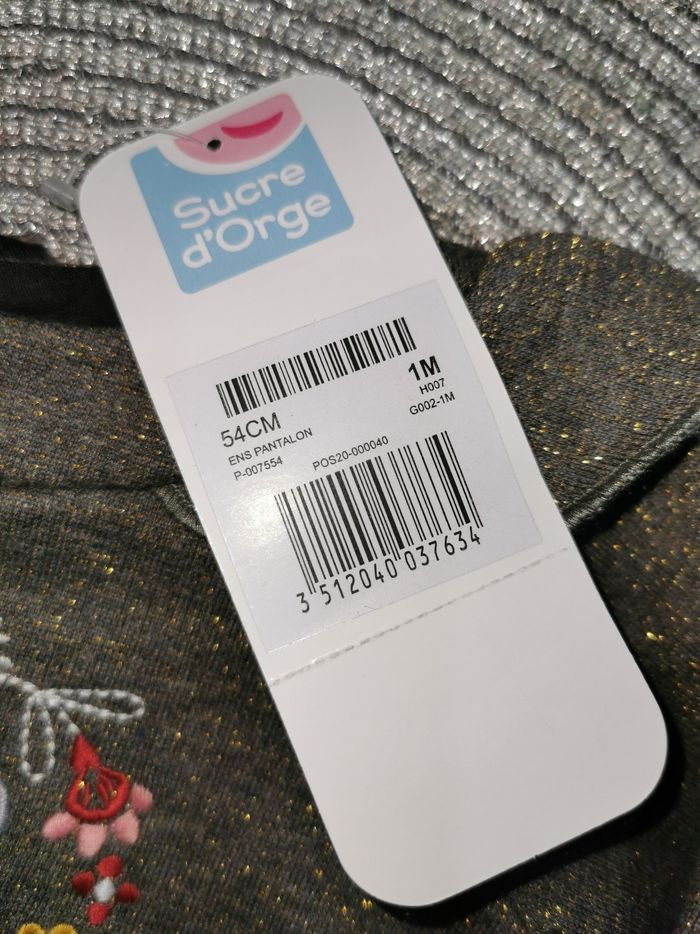 Sucre
d'Orge
54CM
1M
ENS PANTALON
H007
P-007554
POS20-000040
G002-1M
3 512040 037634